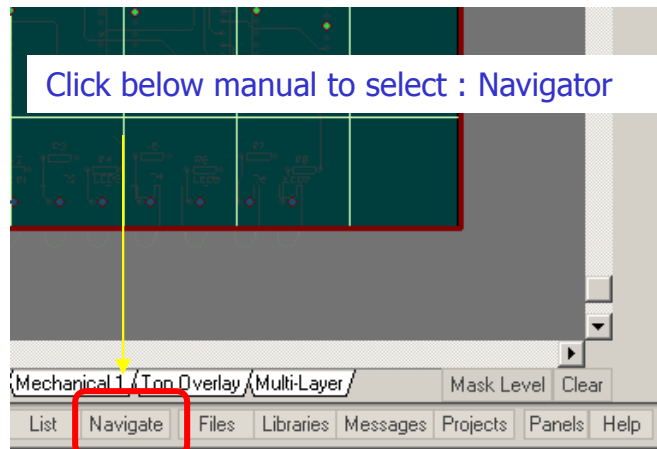 Click below manual to select : Navigator
Mechanical 1 Top Overlay Multi-Layer Mask Level Clear
List Navigate Files Libraries Messages Projects Panels Help